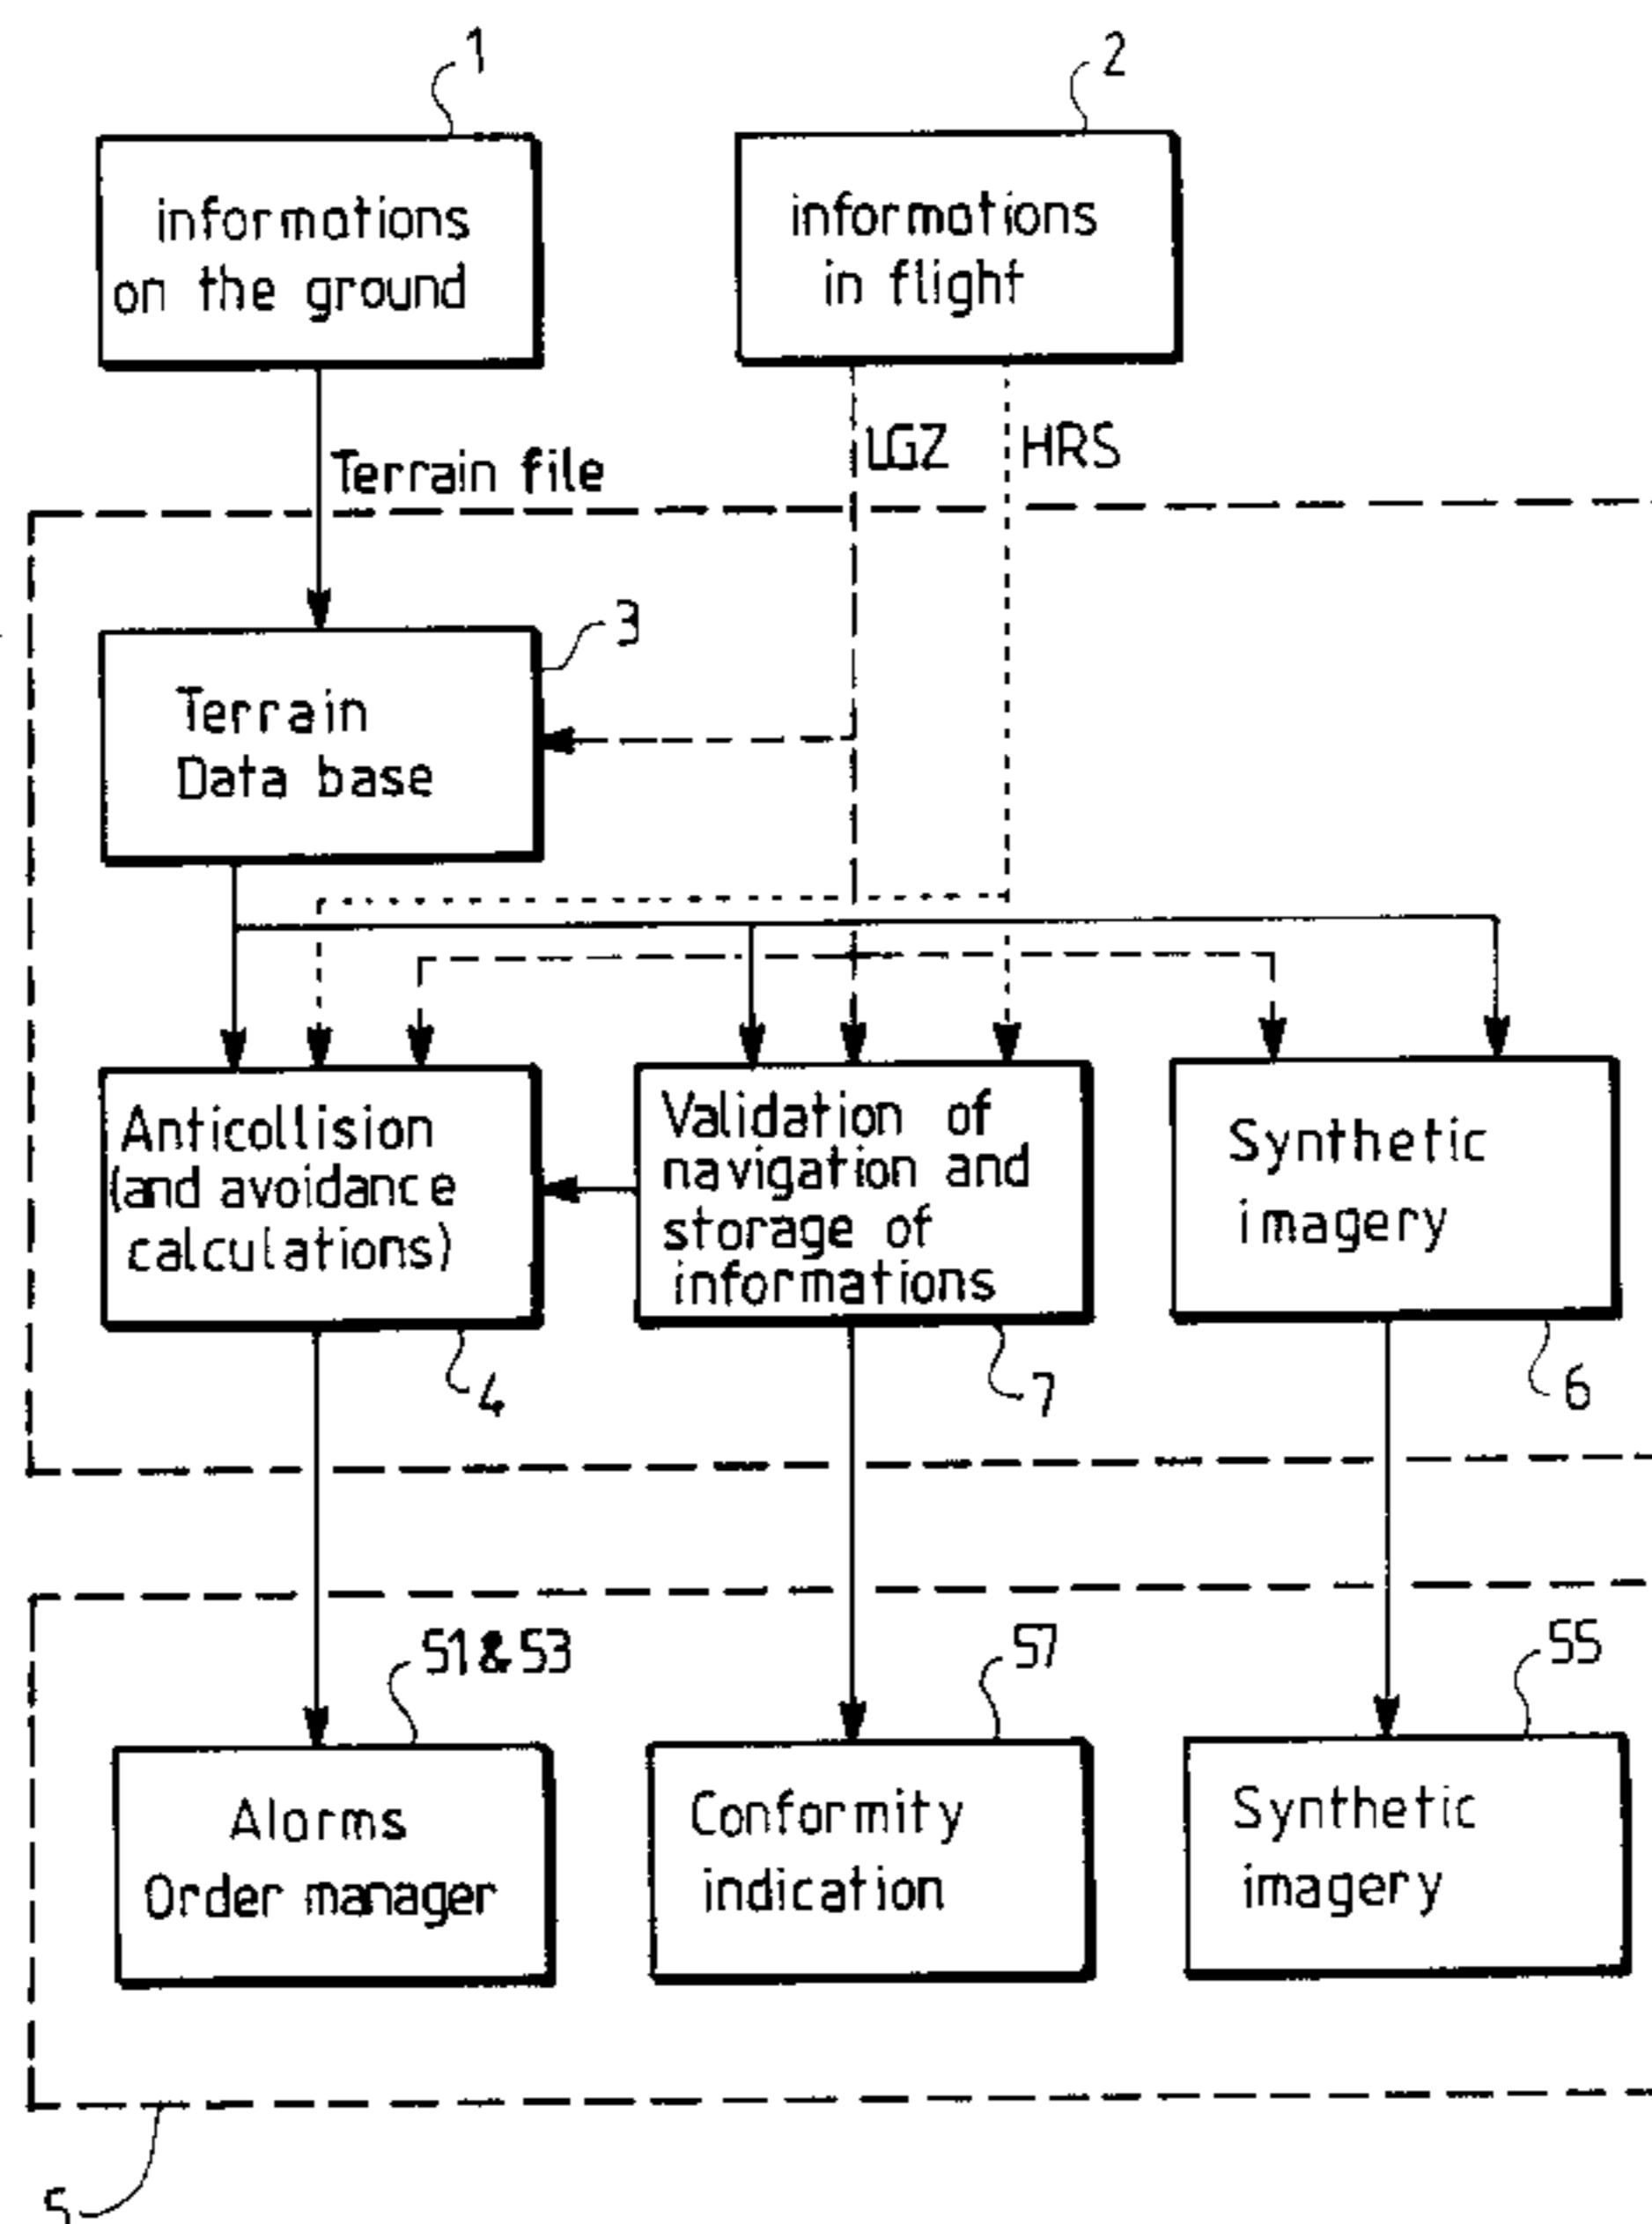 1
2
informations
on the ground
informations
in flight
Terrain file
LGZ
HRS
3
Terrain
Data base
Anticollision
(and avoidance
calculations)
Validation of
navigation and
storage of
informations
Synthetic
imagery
4
7
6
51&53
57
55
Alarms
Order manager
Conformity
indication
Synthetic
imagery
5